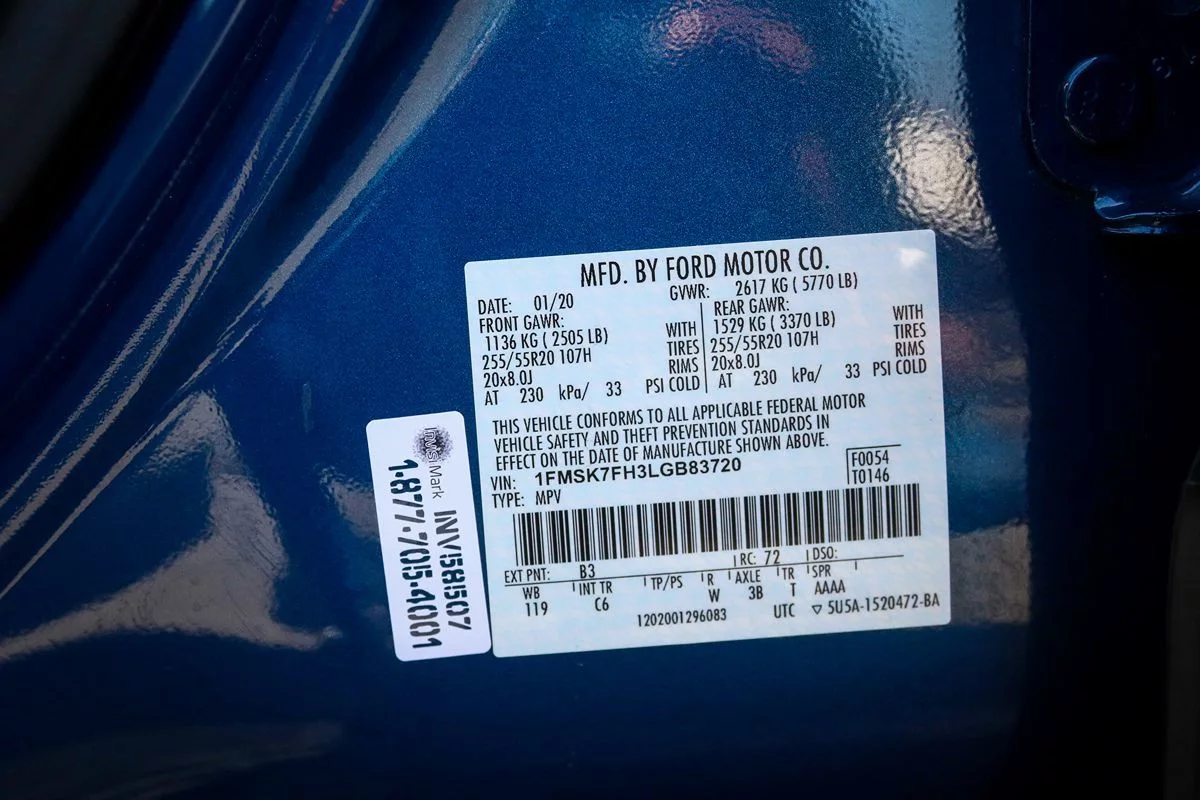 MFD. BY FORD MOTOR CO.
DATE: 01/20 GVWR: 2617 KG ( 5770 LB)
FRONT GAWR: REAR GAWR:
1136 KG ( 2505 LB) WITH 1529 KG ( 3370 LB) WITH
255/55R20 107H TIRES 255/55R20 107H TIRES
20x8.0J RIMS 20x8.0J RIMS
AT 230 kPa/ 33 PSI COLD AT 230 kPa/ 33 PSI COLD
THIS VEHICLE CONFORMS TO ALL APPLICABLE FEDERAL MOTOR
VEHICLE SAFETY AND THEFT PREVENTION STANDARDS IN
EFFECT ON THE DATE OF MANUFACTURE SHOWN ABOVE.
VIN: 1FMSK7FH3LGB83720 F0054
TYPE: MPV T0146
EXT PNT: B3 RC: 72 DSO:
WB INT TR TP/PS R AXLE TR SPR
119 C6 W 3B T AAAA
1202001296083 UTC ▽ 5U5A-1520472-BA
InVisiMark INV58507
1-877-705-4001